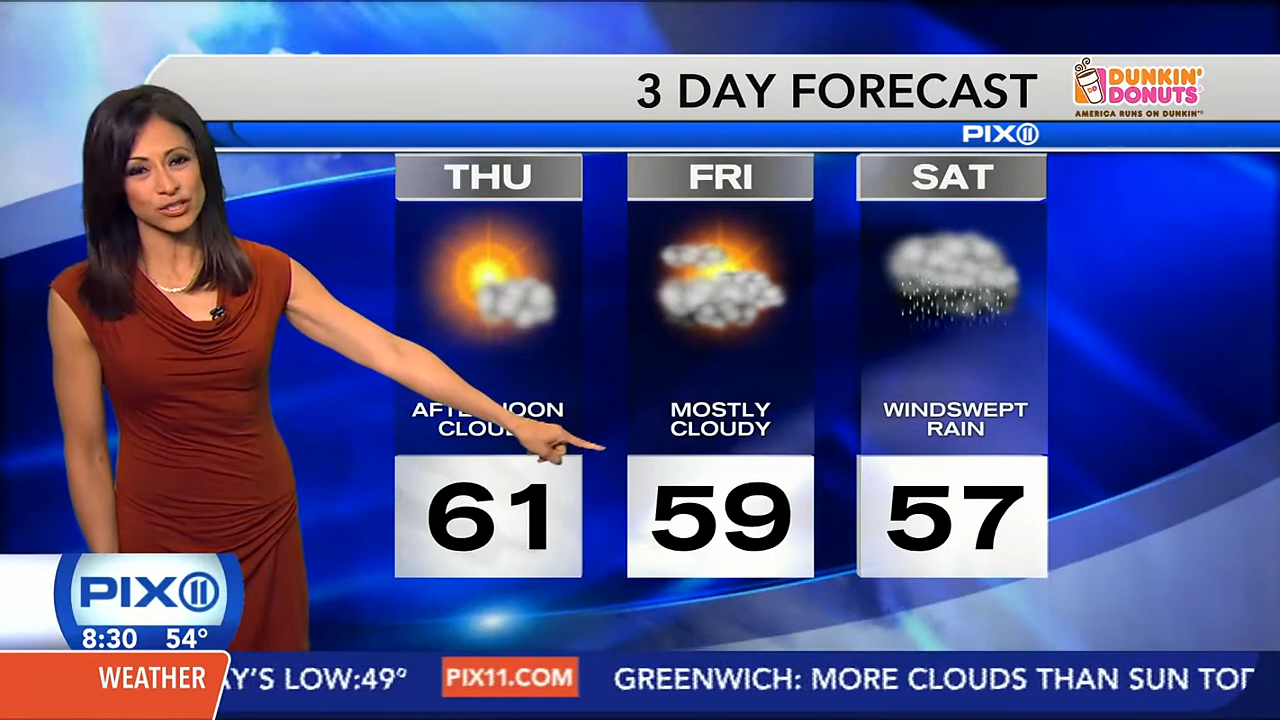 3 DAY FORECAST
DUNKIN'
DONUTS
AMERICA RUNS ON DUNKIN'
PIX11
THU
FRI
SAT
MOSTLY
CLOUDY
WINDSWEPT
RAIN
61
59
57
PIX11
8:30 54°
WEATHER
Y'S LOW:49°
PIX11.COM
GREENWICH: MORE CLOUDS THAN SUN